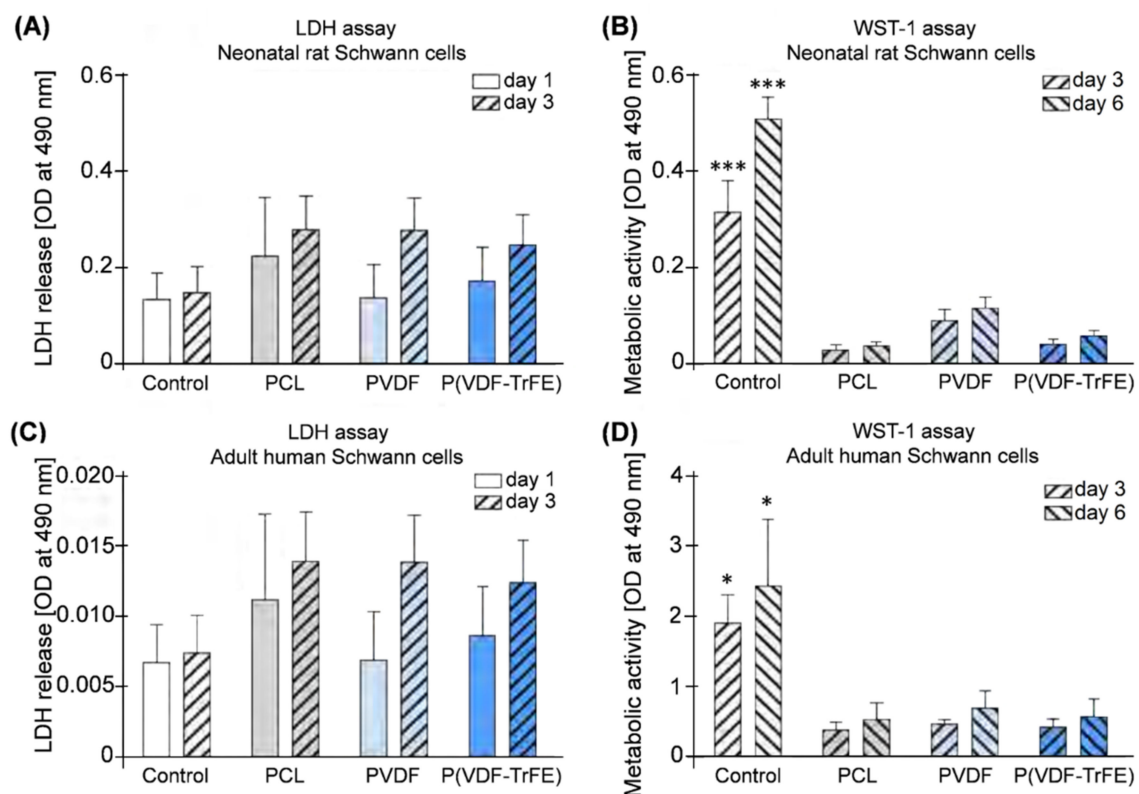 (A)
LDH assay
Neonatal rat Schwann cells
LDH release [OD at 490 nm]
0.6
0.4
0.2
0
day 1
day 3
Control PCL PVDF P(VDF-TrFE)
(B)
WST-1 assay
Neonatal rat Schwann cells
Metabolic activity [OD at 490 nm]
0.6
0.4
0.2
0
day 3
day 6
***
***
Control PCL PVDF P(VDF-TrFE)
(C)
LDH assay
Adult human Schwann cells
LDH release [OD at 490 nm]
0.020
0.015
0.010
0.005
0
day 1
day 3
Control PCL PVDF P(VDF-TrFE)
(D)
WST-1 assay
Adult human Schwann cells
Metabolic activity [OD at 490 nm]
4
3
2
1
0
day 3
day 6
*
*
Control PCL PVDF P(VDF-TrFE)